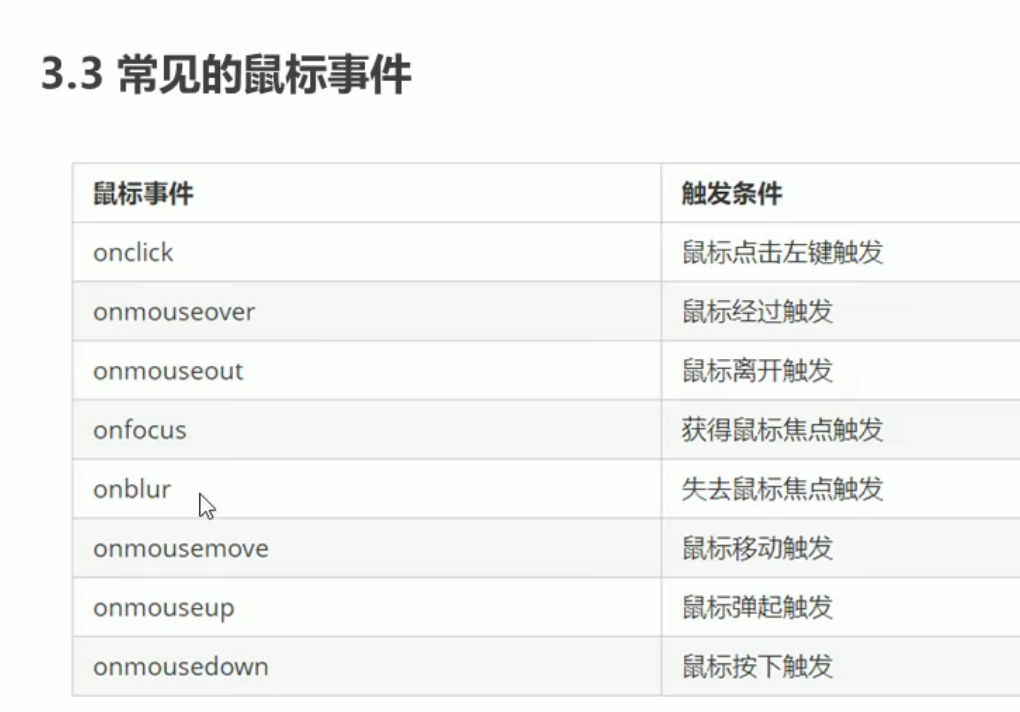 3.3 常见的鼠标事件
鼠标事件 触发条件
onclick 鼠标点击左键触发
onmouseover 鼠标经过触发
onmouseout 鼠标离开触发
onfocus 获得鼠标焦点触发
onblur 失去鼠标焦点触发
onmousemove 鼠标移动触发
onmouseup 鼠标弹起触发
onmousedown 鼠标按下触发